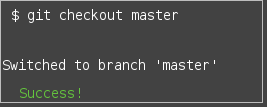 $ git checkout master
Switched to branch 'master'
Success!